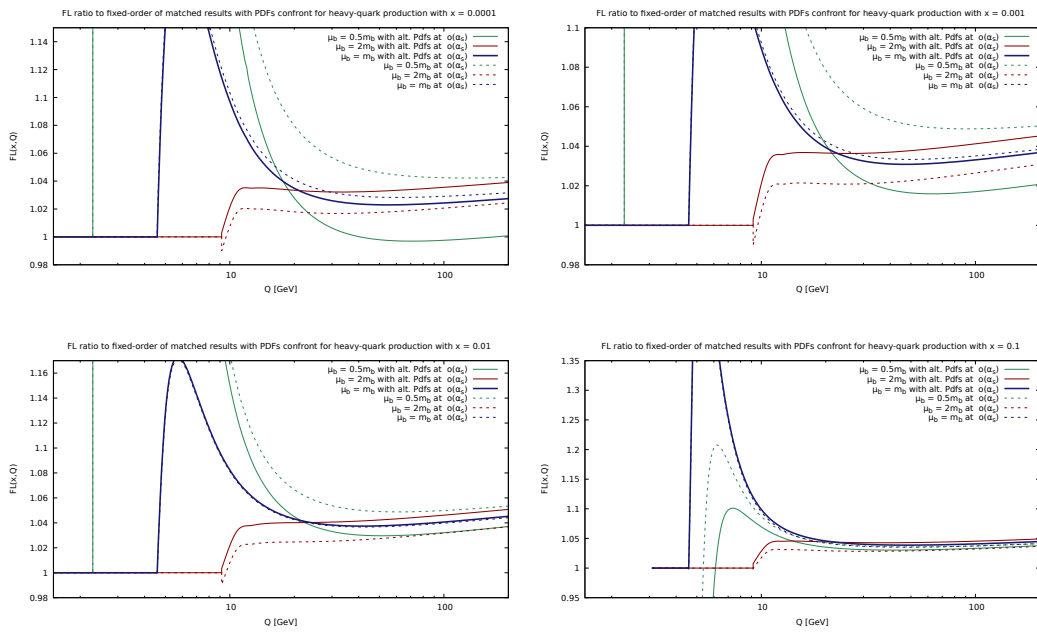 FL ratio to fixed-order of matched results with PDFs confront for heavy-quark production with x = 0.0001
1.14
1.12
1.1
1.08
1.06
1.04
1.02
1
0.98
FL(x,Q)
μb = 0.5mb with alt. Pdfs at o(αs)
μb = 2mb with alt. Pdfs at o(αs)
μb = mb with alt. Pdfs at o(αs)
μb = 0.5mb at o(αs)
μb = 2mb at o(αs)
μb = mb at o(αs)
10
100
Q [GeV]
FL ratio to fixed-order of matched results with PDFs confront for heavy-quark production with x = 0.001
1.1
1.08
1.06
1.04
1.02
1
0.98
FL(x,Q)
μb = 0.5mb with alt. Pdfs at o(αs)
μb = 2mb with alt. Pdfs at o(αs)
μb = mb with alt. Pdfs at o(αs)
μb = 0.5mb at o(αs)
μb = 2mb at o(αs)
μb = mb at o(αs)
10
100
Q [GeV]
FL ratio to fixed-order of matched results with PDFs confront for heavy-quark production with x = 0.01
1.16
1.14
1.12
1.1
1.08
1.06
1.04
1.02
1
0.98
FL(x,Q)
μb = 0.5mb with alt. Pdfs at o(αs)
μb = 2mb with alt. Pdfs at o(αs)
μb = mb with alt. Pdfs at o(αs)
μb = 0.5mb at o(αs)
μb = 2mb at o(αs)
μb = mb at o(αs)
10
100
Q [GeV]
FL ratio to fixed-order of matched results with PDFs confront for heavy-quark production with x = 0.1
1.35
1.3
1.25
1.2
1.15
1.1
1.05
1
0.95
FL(x,Q)
μb = 0.5mb with alt. Pdfs at o(αs)
μb = 2mb with alt. Pdfs at o(αs)
μb = mb with alt. Pdfs at o(αs)
μb = 0.5mb at o(αs)
μb = 2mb at o(αs)
μb = mb at o(αs)
10
100
Q [GeV]